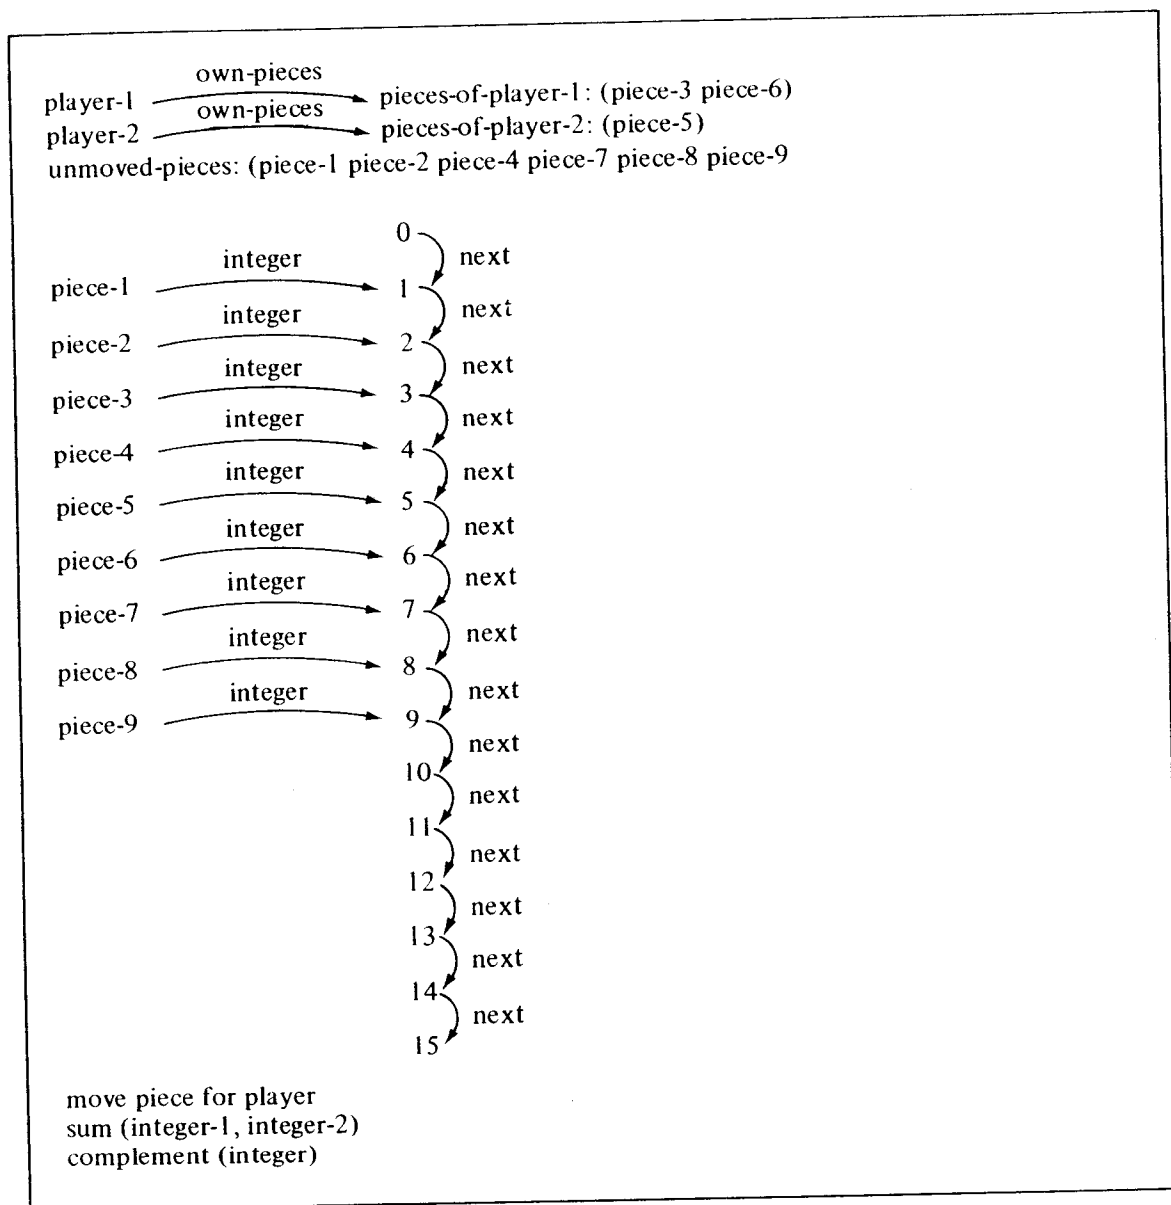 own-pieces
player-1 pieces-of-player-1: (piece-3 piece-6)
own-pieces
player-2 pieces-of-player-2: (piece-5)
unmoved-pieces: (piece-1 piece-2 piece-4 piece-7 piece-8 piece-9
0
next
integer
piece-1 1
next
integer
piece-2 2
next
integer
piece-3 3
next
integer
piece-4 4
next
integer
piece-5 5
next
integer
piece-6 6
next
integer
piece-7 7
next
integer
piece-8 8
next
integer
piece-9 9
next
10
next
11
next
12
next
13
next
14
next
15
move piece for player
sum (integer-1, integer-2)
complement (integer)